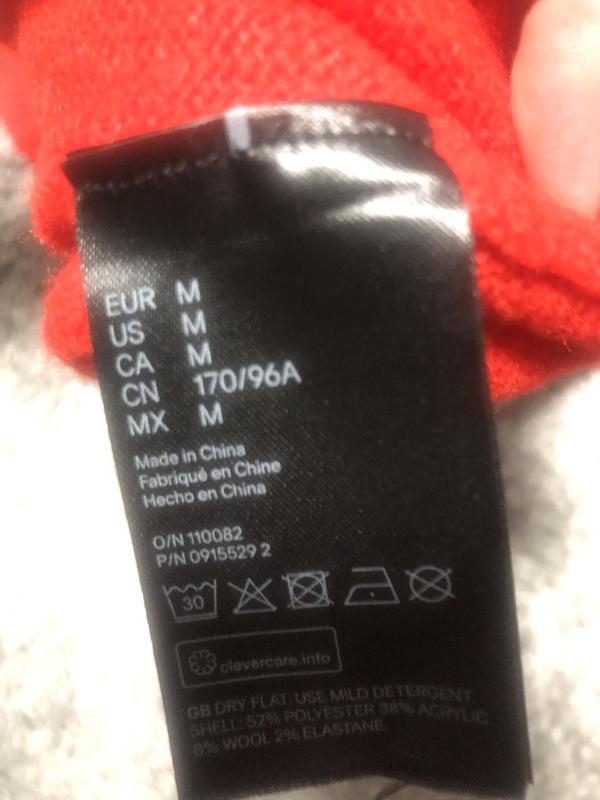 EUR M
US M
CA M
CN 170/96A
MX M
Made in China
Fabriqué en Chine
Hecho en China
O/N 110082
P/N 0915529 2
30
clevercare.info
GB DRY FLAT. USE MILD DETERGENT
SHELL: 52% POLYESTER 38% ACRYLIC
8% WOOL 2% ELASTANE